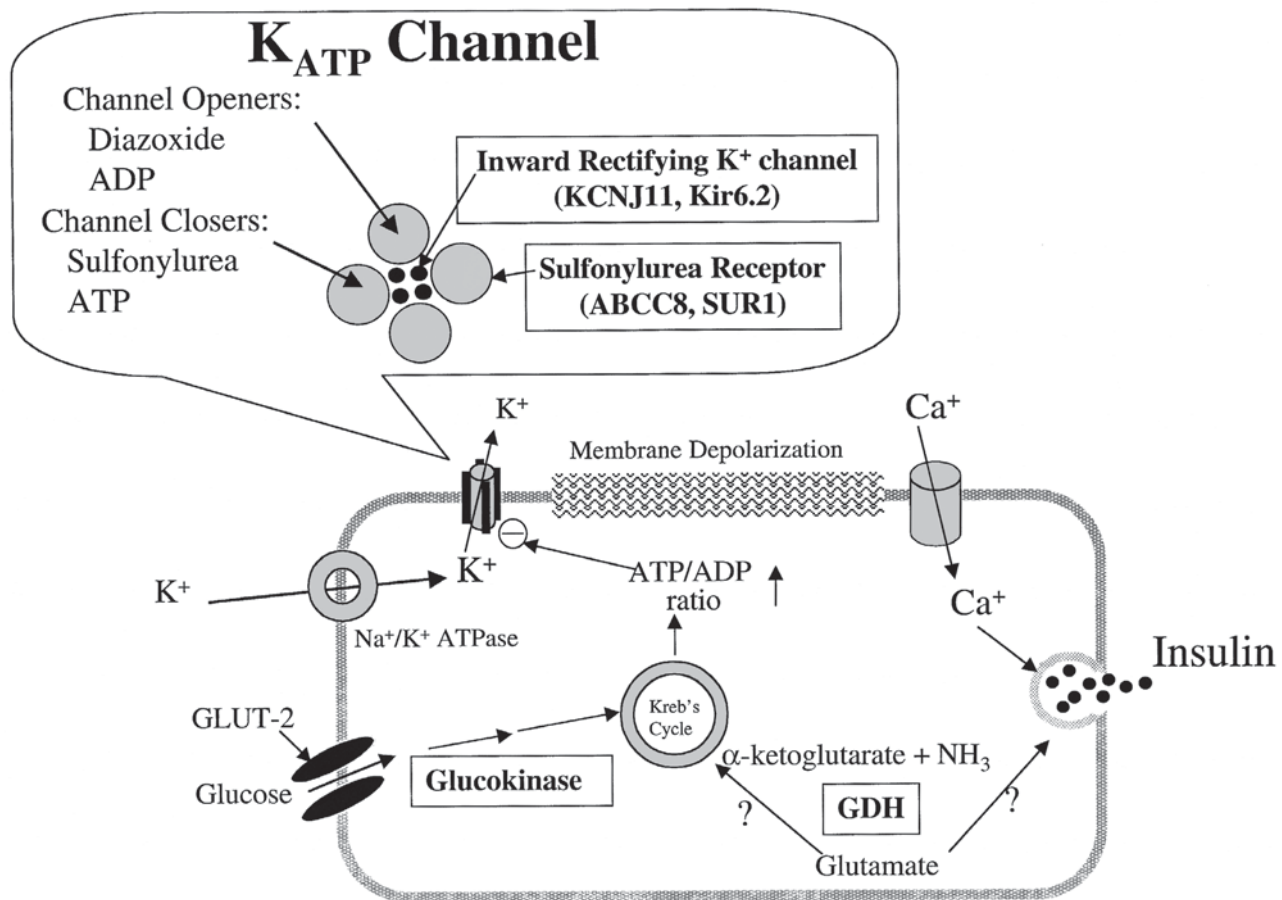 K_ATP Channel
Channel Openers:
Diazoxide
ADP
Channel Closers:
Sulfonylurea
ATP
Inward Rectifying K⁺ channel
(KCNJ11, Kir6.2)
Sulfonylurea Receptor
(ABCC8, SUR1)
K⁺
Membrane Depolarization
Ca⁺
K⁺
K⁺
Na⁺/K⁺ ATPase
−
ATP/ADP
ratio
Ca⁺
Insulin
GLUT-2
Glucose
Glucokinase
Kreb's
Cycle
α-ketoglutarate + NH₃
GDH
?
?
Glutamate